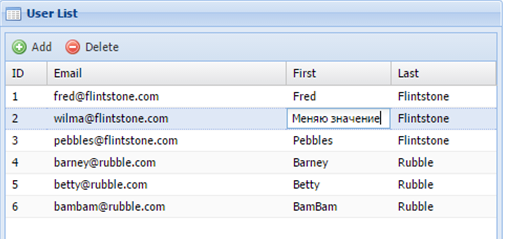 User List
Add Delete
ID Email First Last
1 fred@flintstone.com Fred Flintstone
2 wilma@flintstone.com Меняю значение Flintstone
3 pebbles@flintstone.com Pebbles Flintstone
4 barney@rubble.com Barney Rubble
5 betty@rubble.com Betty Rubble
6 bambam@rubble.com BamBam Rubble